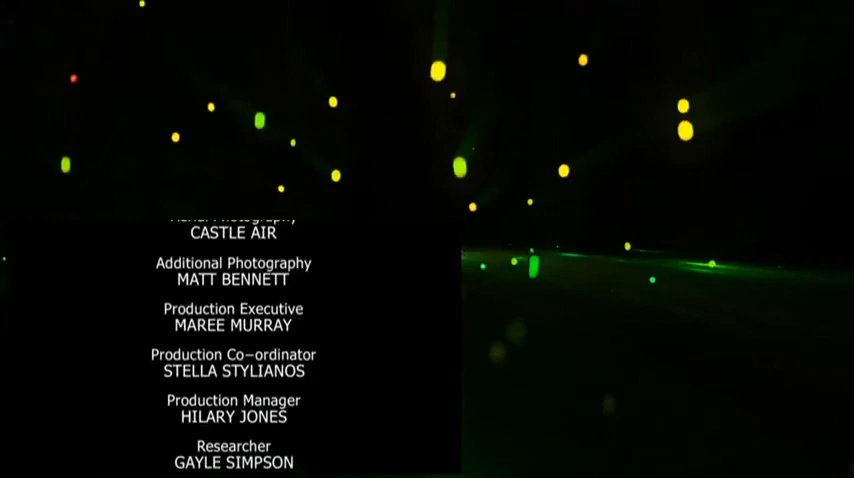 CASTLE AIR
Additional Photography
MATT BENNETT
Production Executive
MAREE MURRAY
Production Co-ordinator
STELLA STYLIANOS
Production Manager
HILARY JONES
Researcher
GAYLE SIMPSON